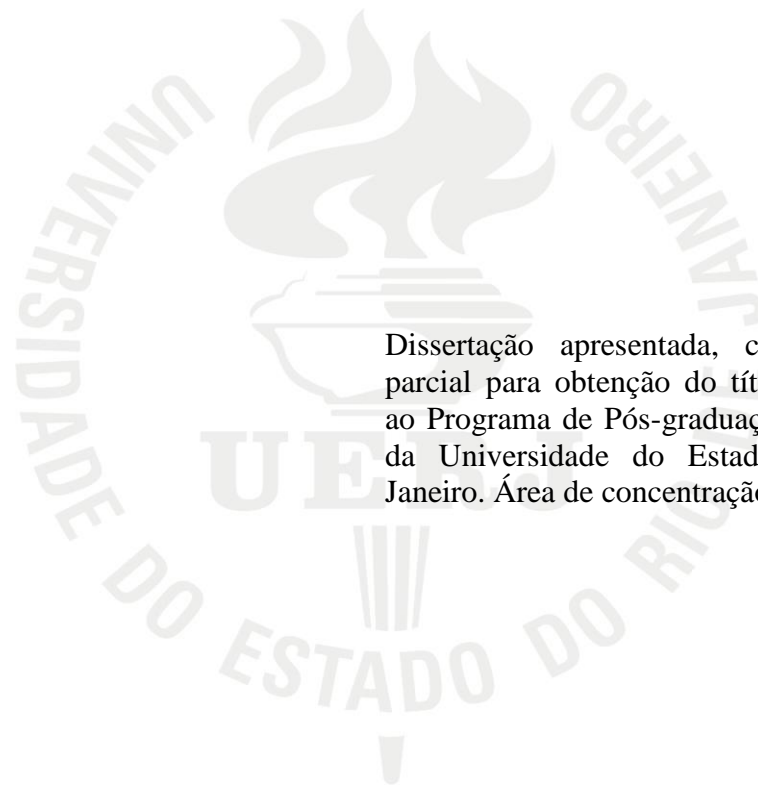 UNIVERSIDADE DO ESTADO DO RIO DE JANEIRO
UERJ
Dissertação apresentada, c
parcial para obtenção do tít
ao Programa de Pós-graduaç
da Universidade do Estad
Janeiro. Área de concentração